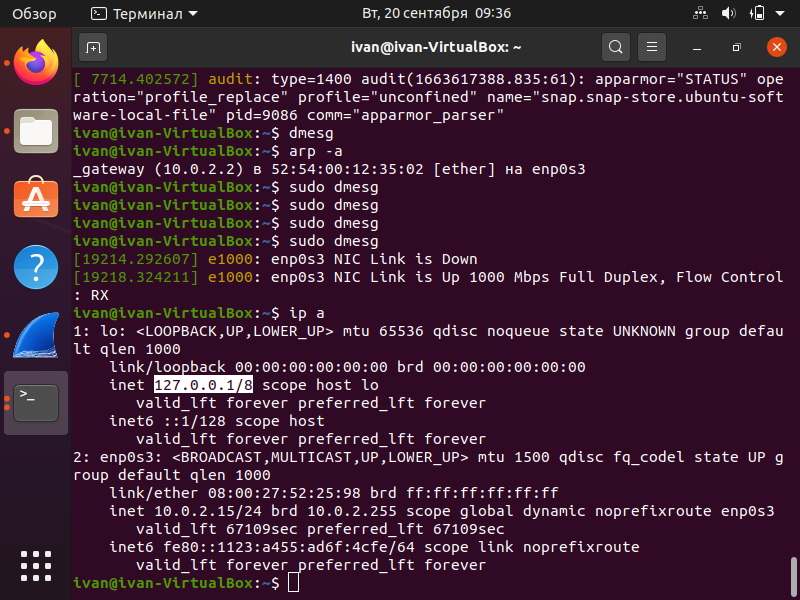 Обзор
Терминал
Вт, 20 сентября 09:36
ivan@ivan-VirtualBox: ~
[ 7714.402572] audit: type=1400 audit(1663617388.835:61): apparmor="STATUS" ope
ration="profile_replace" profile="unconfined" name="snap.snap-store.ubuntu-soft
ware-local-file" pid=9086 comm="apparmor_parser"
ivan@ivan-VirtualBox:~$ dmesg
ivan@ivan-VirtualBox:~$ arp -a
_gateway (10.0.2.2) в 52:54:00:12:35:02 [ether] на enp0s3
ivan@ivan-VirtualBox:~$ sudo dmesg
ivan@ivan-VirtualBox:~$ sudo dmesg
ivan@ivan-VirtualBox:~$ sudo dmesg
ivan@ivan-VirtualBox:~$ sudo dmesg
[19214.292607] e1000: enp0s3 NIC Link is Down
[19218.324211] e1000: enp0s3 NIC Link is Up 1000 Mbps Full Duplex, Flow Control
: RX
ivan@ivan-VirtualBox:~$ ip a
1: lo: <LOOPBACK,UP,LOWER_UP> mtu 65536 qdisc noqueue state UNKNOWN group defau
lt qlen 1000
link/loopback 00:00:00:00:00:00 brd 00:00:00:00:00:00
inet 127.0.0.1/8 scope host lo
valid_lft forever preferred_lft forever
inet6 ::1/128 scope host
valid_lft forever preferred_lft forever
2: enp0s3: <BROADCAST,MULTICAST,UP,LOWER_UP> mtu 1500 qdisc fq_codel state UP g
roup default qlen 1000
link/ether 08:00:27:52:25:98 brd ff:ff:ff:ff:ff:ff
inet 10.0.2.15/24 brd 10.0.2.255 scope global dynamic noprefixroute enp0s3
valid_lft 67109sec preferred_lft 67109sec
inet6 fe80::1123:a455:ad6f:4cfe/64 scope link noprefixroute
valid_lft forever preferred_lft forever
ivan@ivan-VirtualBox:~$